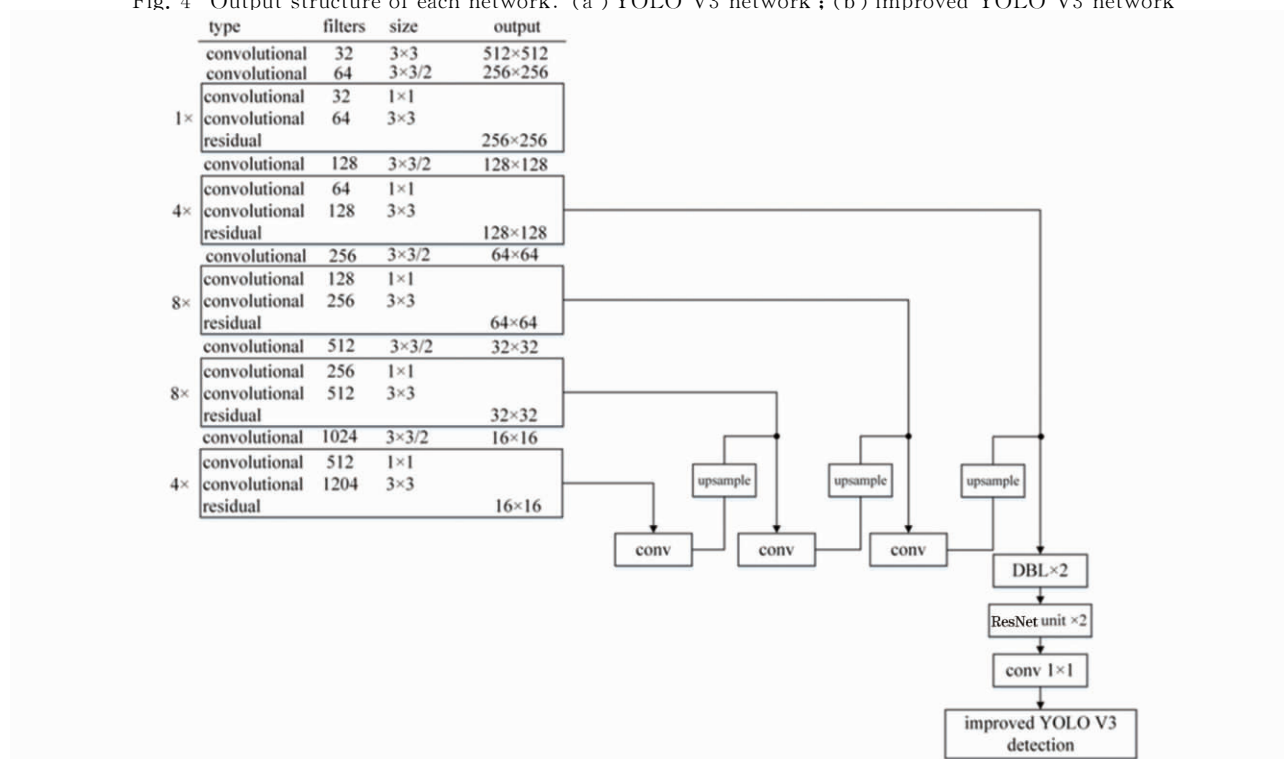 Fig. 4 Output structure of each network. (a) YOLO V3 network; (b) improved YOLO V3 network
type filters size output
convolutional 32 3×3 512×512
convolutional 64 3×3/2 256×256
convolutional 32 1×1
1× convolutional 64 3×3
residual 256×256
convolutional 128 3×3/2 128×128
convolutional 64 1×1
4× convolutional 128 3×3
residual 128×128
convolutional 256 3×3/2 64×64
convolutional 128 1×1
8× convolutional 256 3×3
residual 64×64
convolutional 512 3×3/2 32×32
convolutional 256 1×1
8× convolutional 512 3×3
residual 32×32
convolutional 1024 3×3/2 16×16
convolutional 512 1×1
4× convolutional 1204 3×3
residual 16×16
upsample upsample upsample
conv conv conv
DBL×2
ResNet unit ×2
conv 1×1
improved YOLO V3
detection